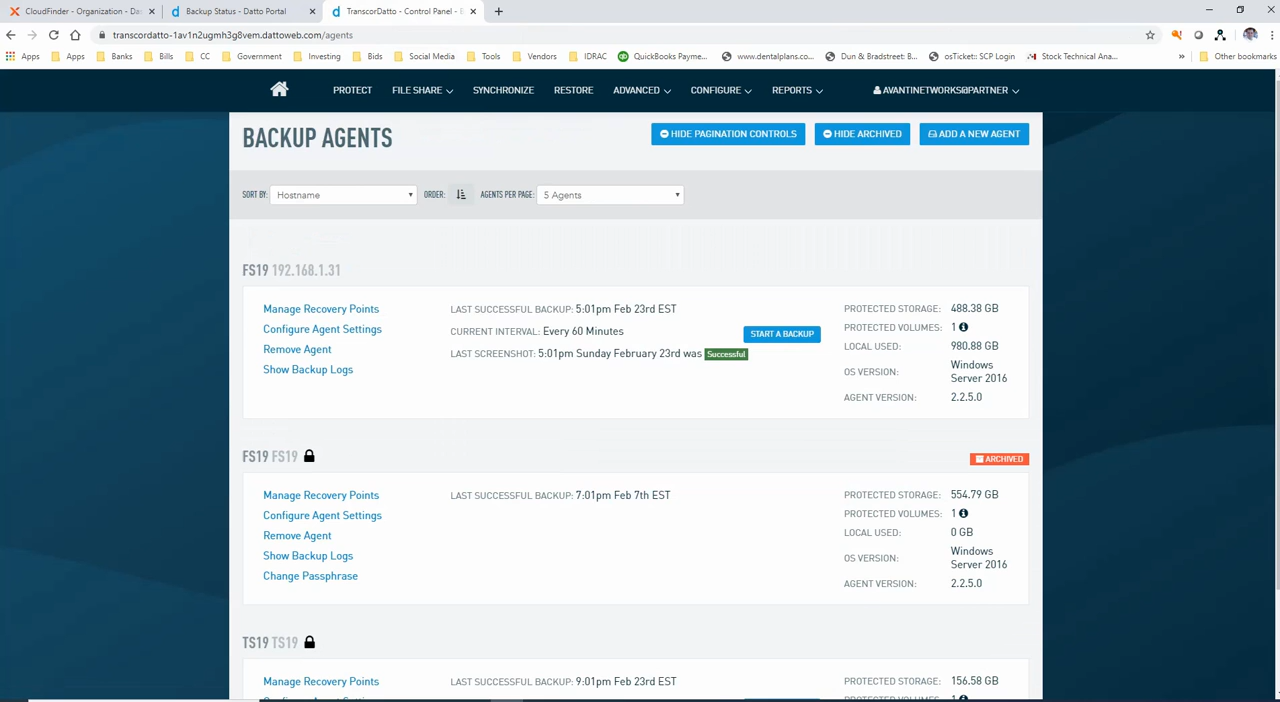 CloudFinder - Organization - Da
Backup Status - Datto Portal
TranscorDatto - Control Panel - B
transcordatto-1av1n2ugmh3g8vem.dattoweb.com/agents
Apps Apps Banks Bills CC Government Investing Bids Social Media Tools Vendors IDRAC QuickBooks Payme... www.dentalplans.co... Dun & Bradstreet: B... osTicket:: SCP Login Stock Technical Ana... » Other bookmarks
PROTECT FILE SHARE SYNCHRONIZE RESTORE ADVANCED CONFIGURE REPORTS AVANTINETWORKS@PARTNER
BACKUP AGENTS
HIDE PAGINATION CONTROLS HIDE ARCHIVED ADD A NEW AGENT
SORT BY: Hostname ORDER: AGENTS PER PAGE: 5 Agents
FS19 192.168.1.31
Manage Recovery Points
Configure Agent Settings
Remove Agent
Show Backup Logs
LAST SUCCESSFUL BACKUP: 5:01pm Feb 23rd EST
CURRENT INTERVAL: Every 60 Minutes
LAST SCREENSHOT: 5:01pm Sunday February 23rd was Successful
START A BACKUP
PROTECTED STORAGE: 488.38 GB
PROTECTED VOLUMES: 1
LOCAL USED: 980.88 GB
OS VERSION: Windows
Server 2016
AGENT VERSION: 2.2.5.0
FS19 FS19
ARCHIVED
Manage Recovery Points
Configure Agent Settings
Remove Agent
Show Backup Logs
Change Passphrase
LAST SUCCESSFUL BACKUP: 7:01pm Feb 7th EST
PROTECTED STORAGE: 554.79 GB
PROTECTED VOLUMES: 1
LOCAL USED: 0 GB
OS VERSION: Windows
Server 2016
AGENT VERSION: 2.2.5.0
TS19 TS19
Manage Recovery Points
LAST SUCCESSFUL BACKUP: 9:01pm Feb 23rd EST
PROTECTED STORAGE: 156.58 GB